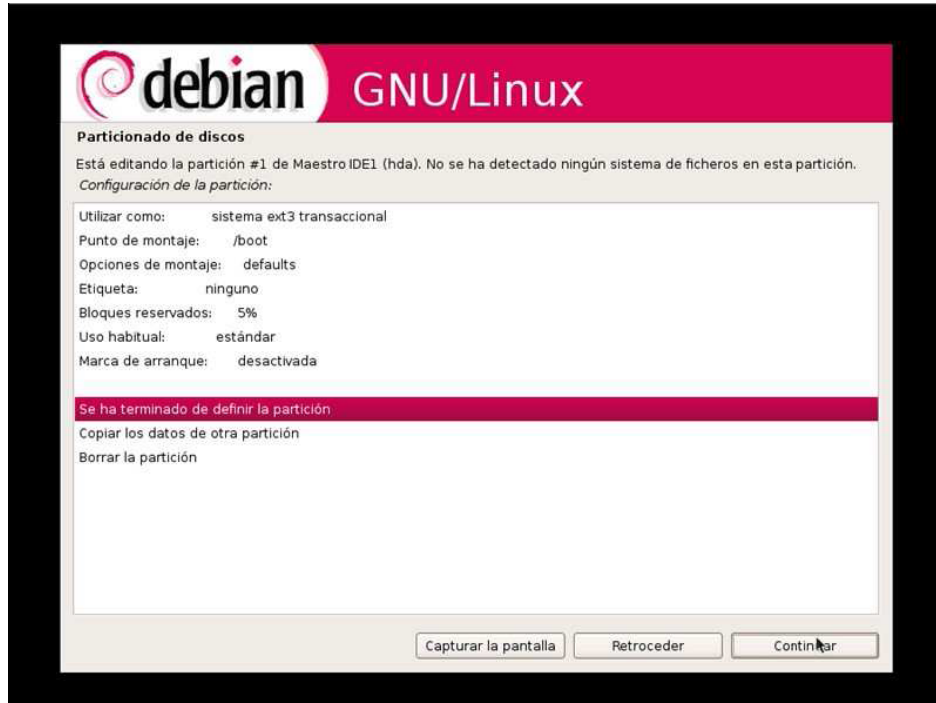 debian GNU/Linux
Particionado de discos
Está editando la partición #1 de Maestro IDE1 (hda). No se ha detectado ningún sistema de ficheros en esta partición.
Configuración de la partición:
Utilizar como: sistema ext3 transaccional
Punto de montaje: /boot
Opciones de montaje: defaults
Etiqueta: ninguno
Bloques reservados: 5%
Uso habitual: estándar
Marca de arranque: desactivada
Se ha terminado de definir la partición
Copiar los datos de otra partición
Borrar la partición
Capturar la pantalla Retroceder Continuar